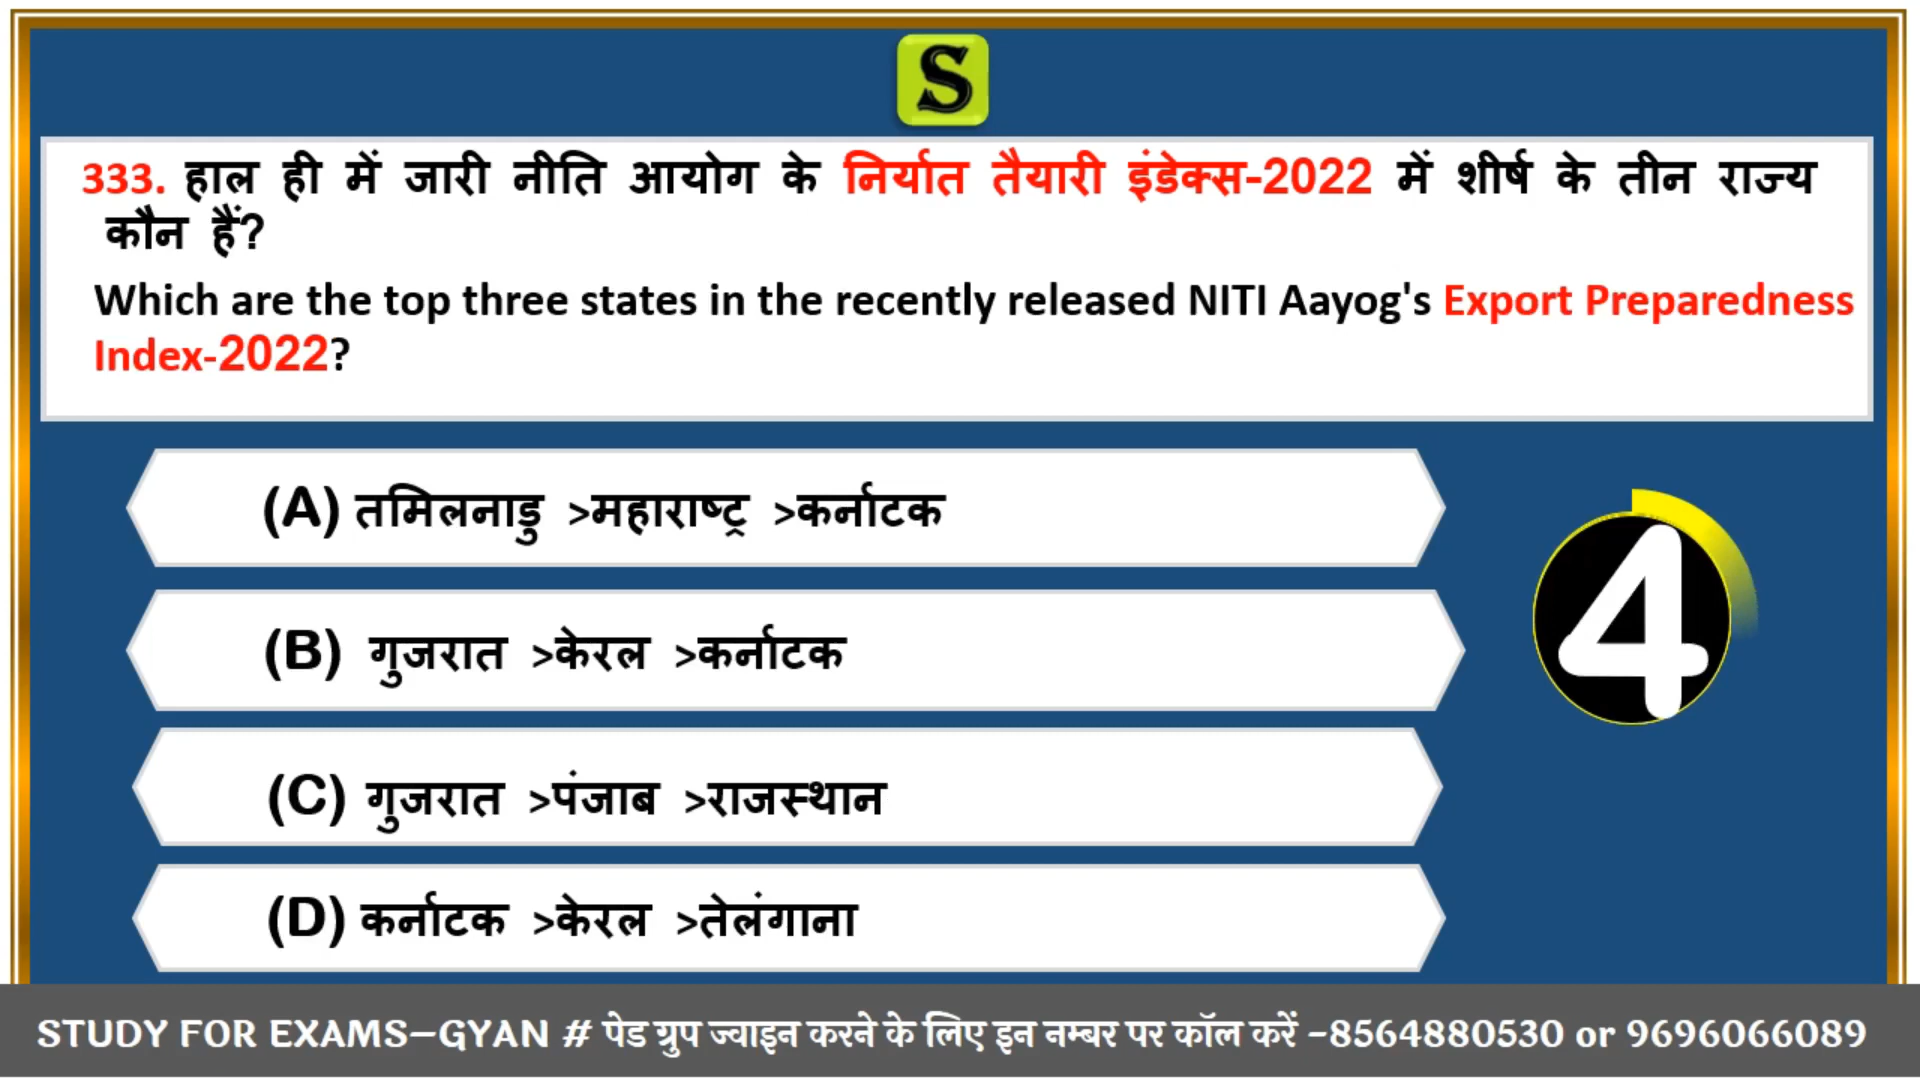 S
333. हाल ही में जारी नीति आयोग के निर्यात तैयारी इंडेक्स-2022 में शीर्ष के तीन राज्य
कौन हैं?
Which are the top three states in the recently released NITI Aayog's Export Preparedness
Index-2022?
(A) तमिलनाडु >महाराष्ट्र >कर्नाटक
(B) गुजरात >केरल >कर्नाटक
4
(C) गुजरात >पंजाब >राजस्थान
(D) कर्नाटक >केरल >तेलंगाना
STUDY FOR EXAMS–GYAN # पेड ग्रुप ज्वाइन करने के लिए इन नम्बर पर कॉल करें -8564880530 or 9696066089